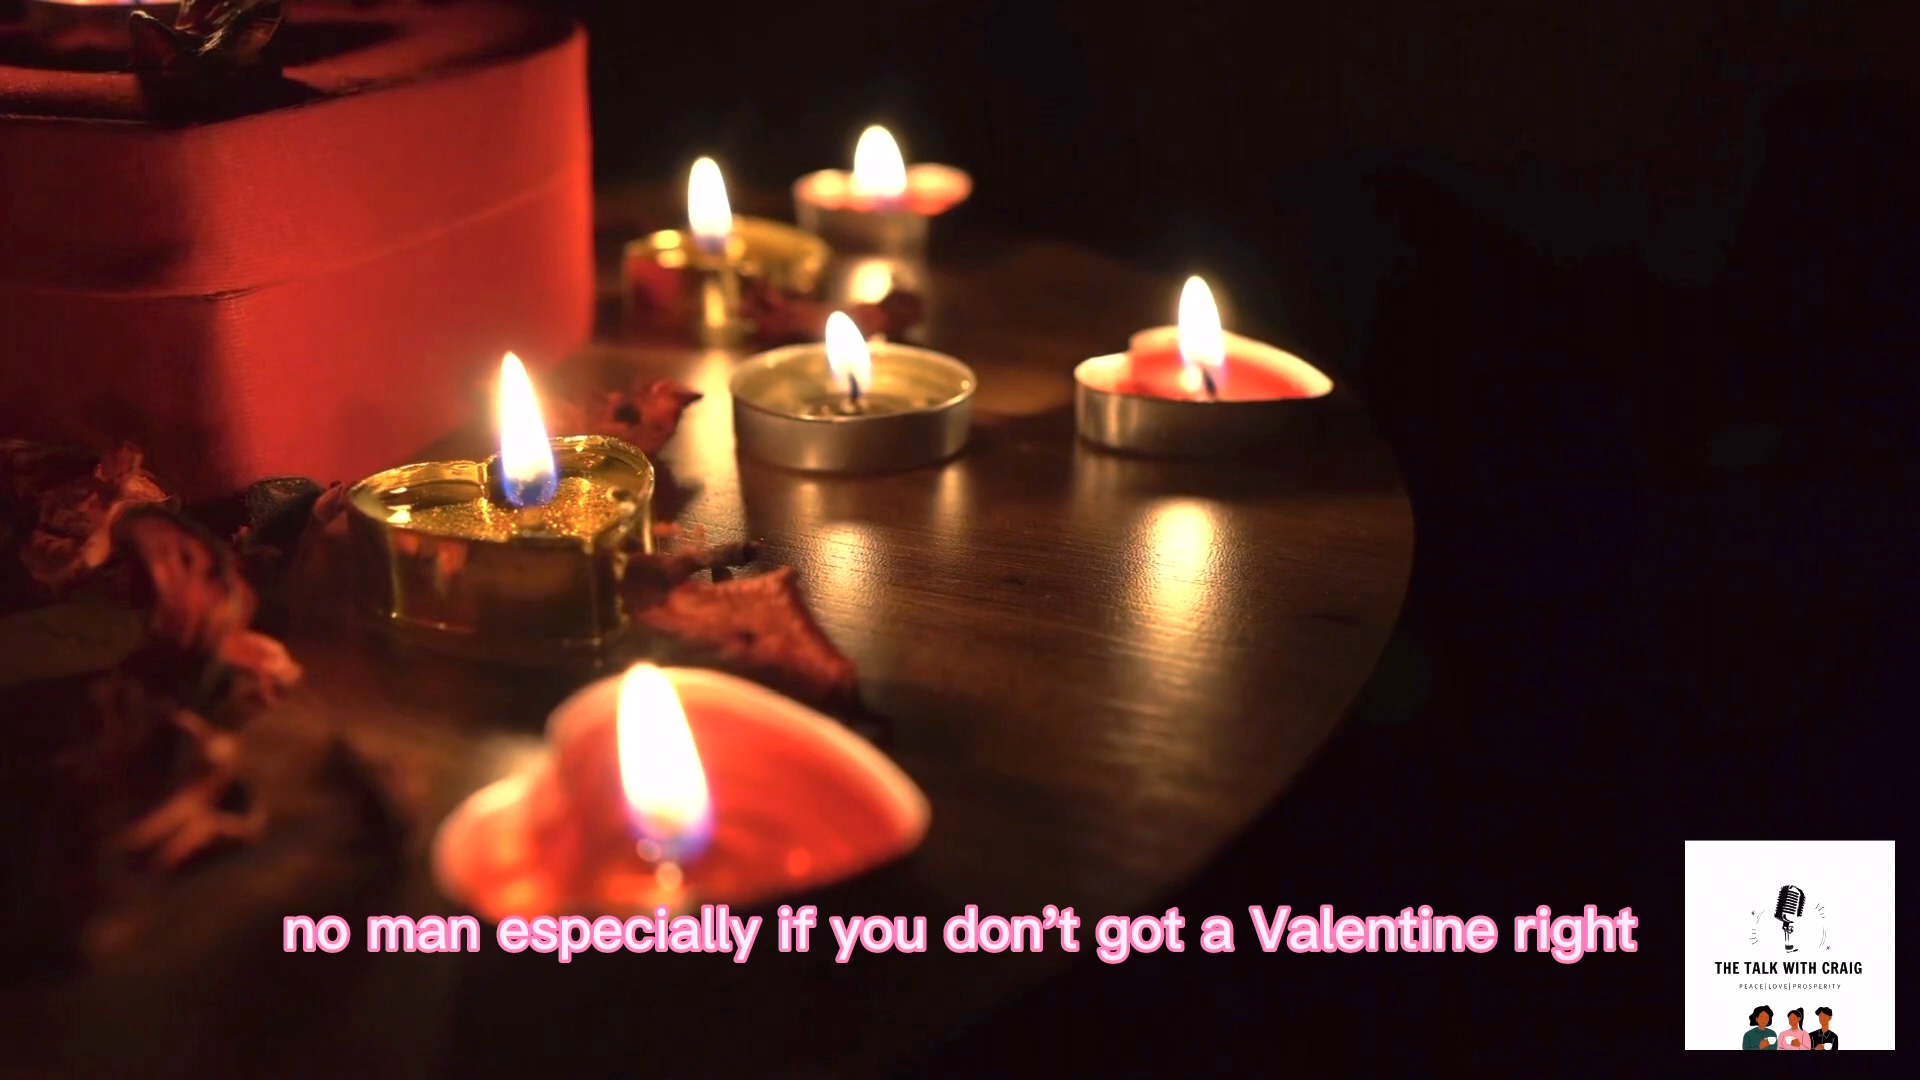 no man especially if you don't got a Valentine right
THE TALK WITH CRAIG
PEACE|LOVE|PROSPERITY